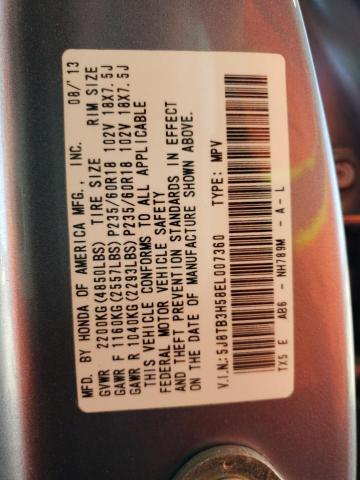 MFD. BY HONDA OF AMERICA MFG., INC. 08/'13
GVWR 2200KG(4850LBS) TIRE SIZE RIM SIZE
GAWR F 1160KG(2557LBS)P235/60R18 102V 18X7.5J
GAWR R 1040KG(2293LBS)P235/60R18 102V 18X7.5J
THIS VEHICLE CONFORMS TO ALL APPLICABLE
FEDERAL MOTOR VEHICLE SAFETY
AND THEFT PREVENTION STANDARDS IN EFFECT
ON THE DATE OF MANUFACTURE SHOWN ABOVE.
V.I.N:5J8TB3H58EL007360 TYPE: MPV
TX5 E AB6 - NH789M - A - L